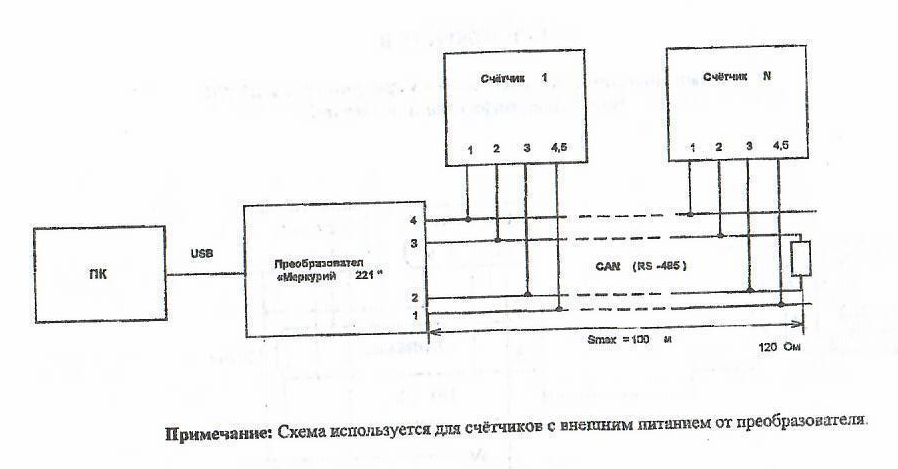 Счётчик 1
Счётчик N
1 2 3 4,5
1 2 3 4,5
4
3
2
1
ПК
USB
Преобразовател
«Меркурий 221"
CAN (RS -485)
Smax =100 м
120 Ом
Примечание: Схема используется для счётчиков с внешним питанием от преобразователя.